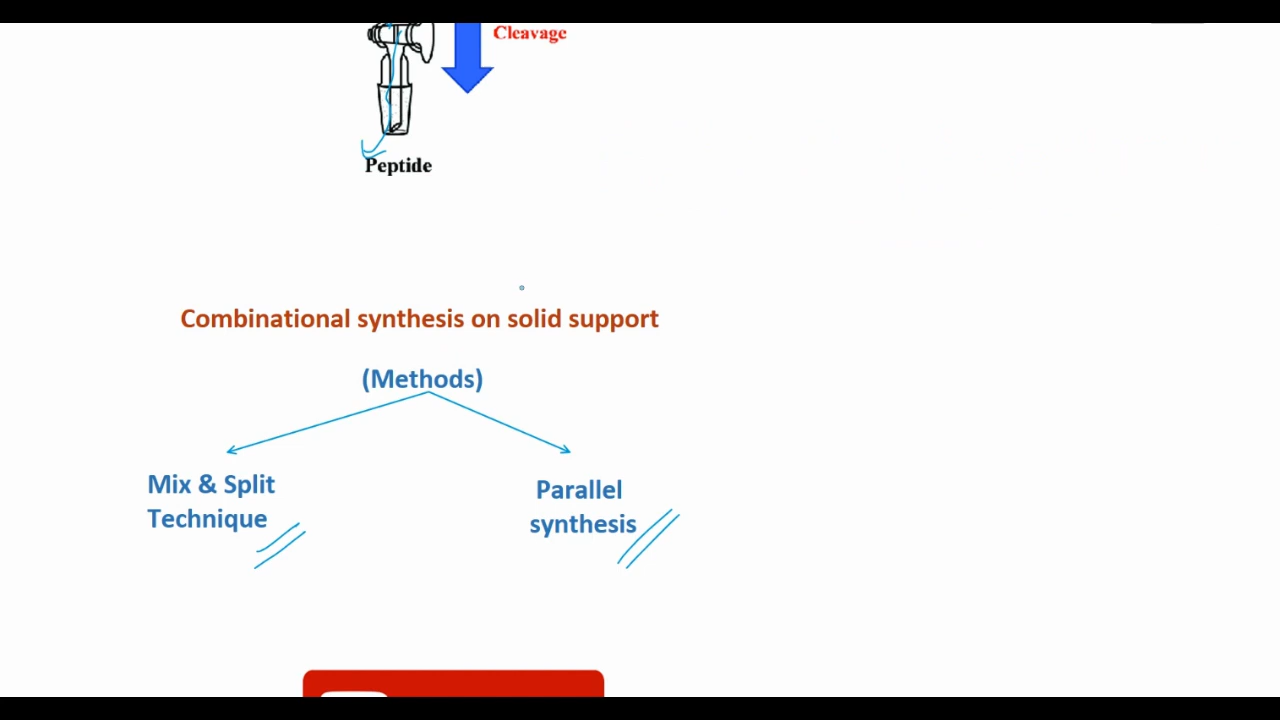 Cleavage
Peptide
Combinational synthesis on solid support
(Methods)
Mix & Split
Technique
Parallel
synthesis